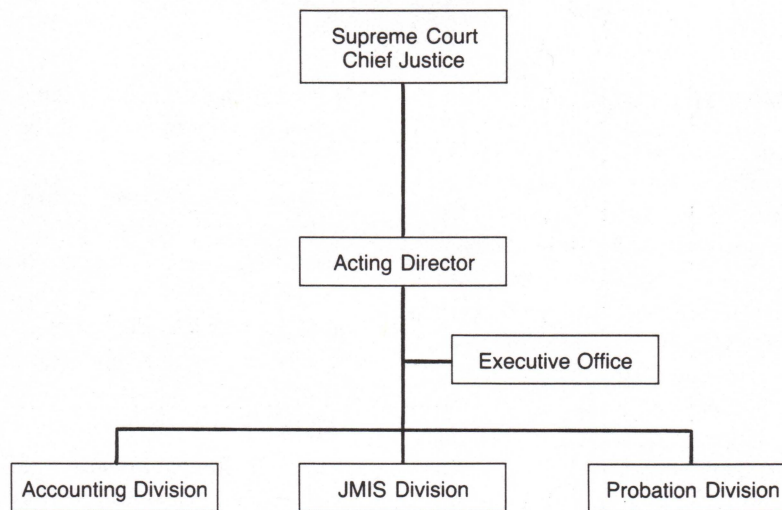 Supreme Court
Chief Justice
Acting Director
Executive Office
Accounting Division
JMIS Division
Probation Division